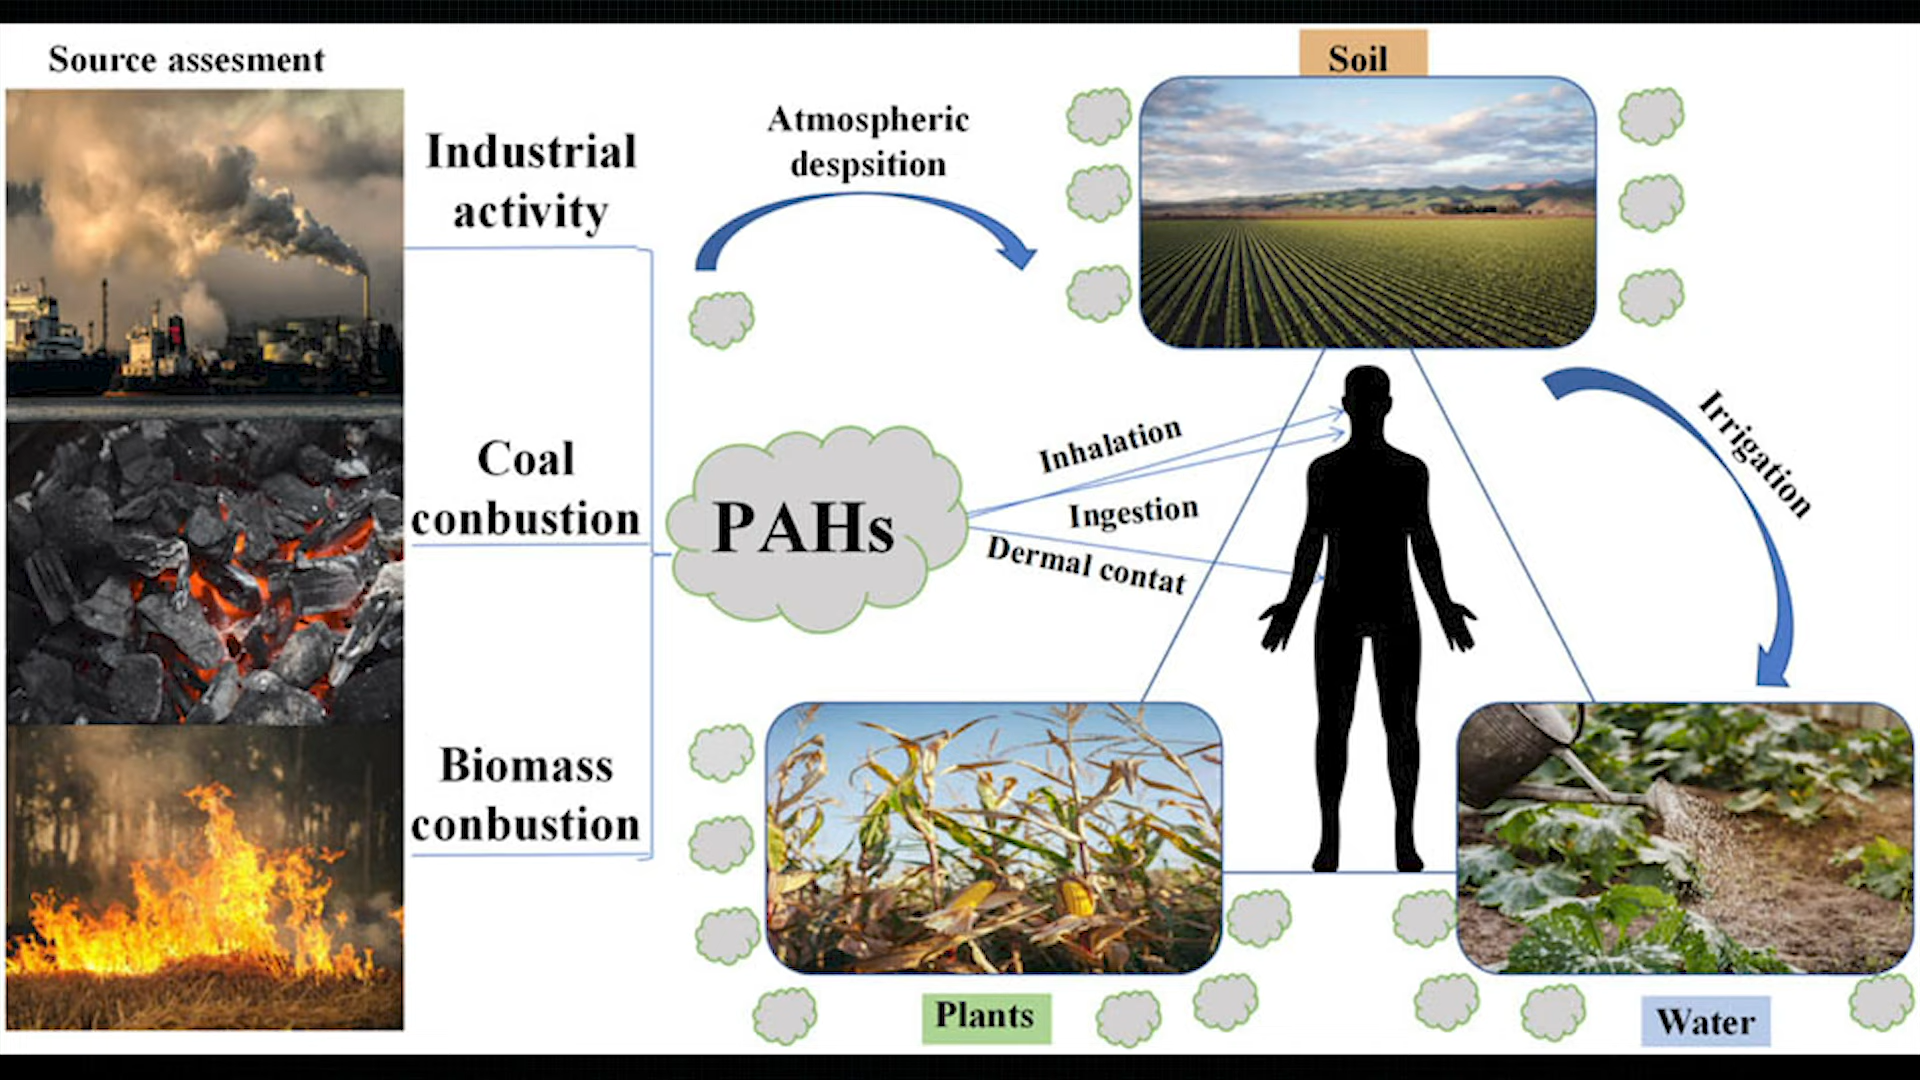 Source assesment
Industrial
activity
Coal
conbustion
Biomass
conbustion
Atmospheric
despsition
PAHs
Inhalation
Ingestion
Dermal contat
Soil
Irrigation
Plants
Water